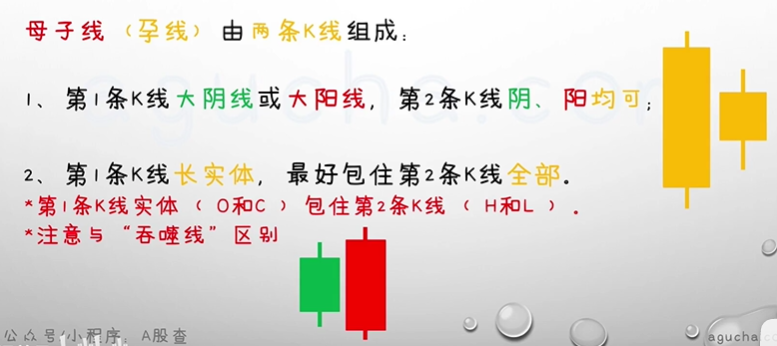 母子线（孕线）由两条K线组成：
1、第1条K线大阴线或大阳线，第2条K线阴、阳均可；
2、第1条K线长实体，最好包住第2条K线全部。
*第1条K线实体（O和C）包住第2条K线（H和L）.
*注意与“吞噬线”区别
公众号/小程序：A股查
agucha.co